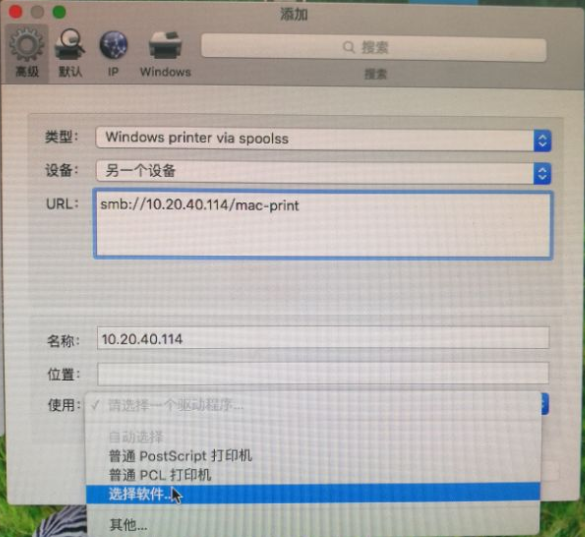 添加
高级
默认
IP
Windows
搜索
搜索
类型: Windows printer via spoolss
设备: 另一个设备
URL: smb://10.20.40.114/mac-print
名称: 10.20.40.114
位置:
使用: ✓ 请选择一个驱动程序...
自动选择
普通 PostScript 打印机
普通 PCL 打印机
选择软件...
其他...